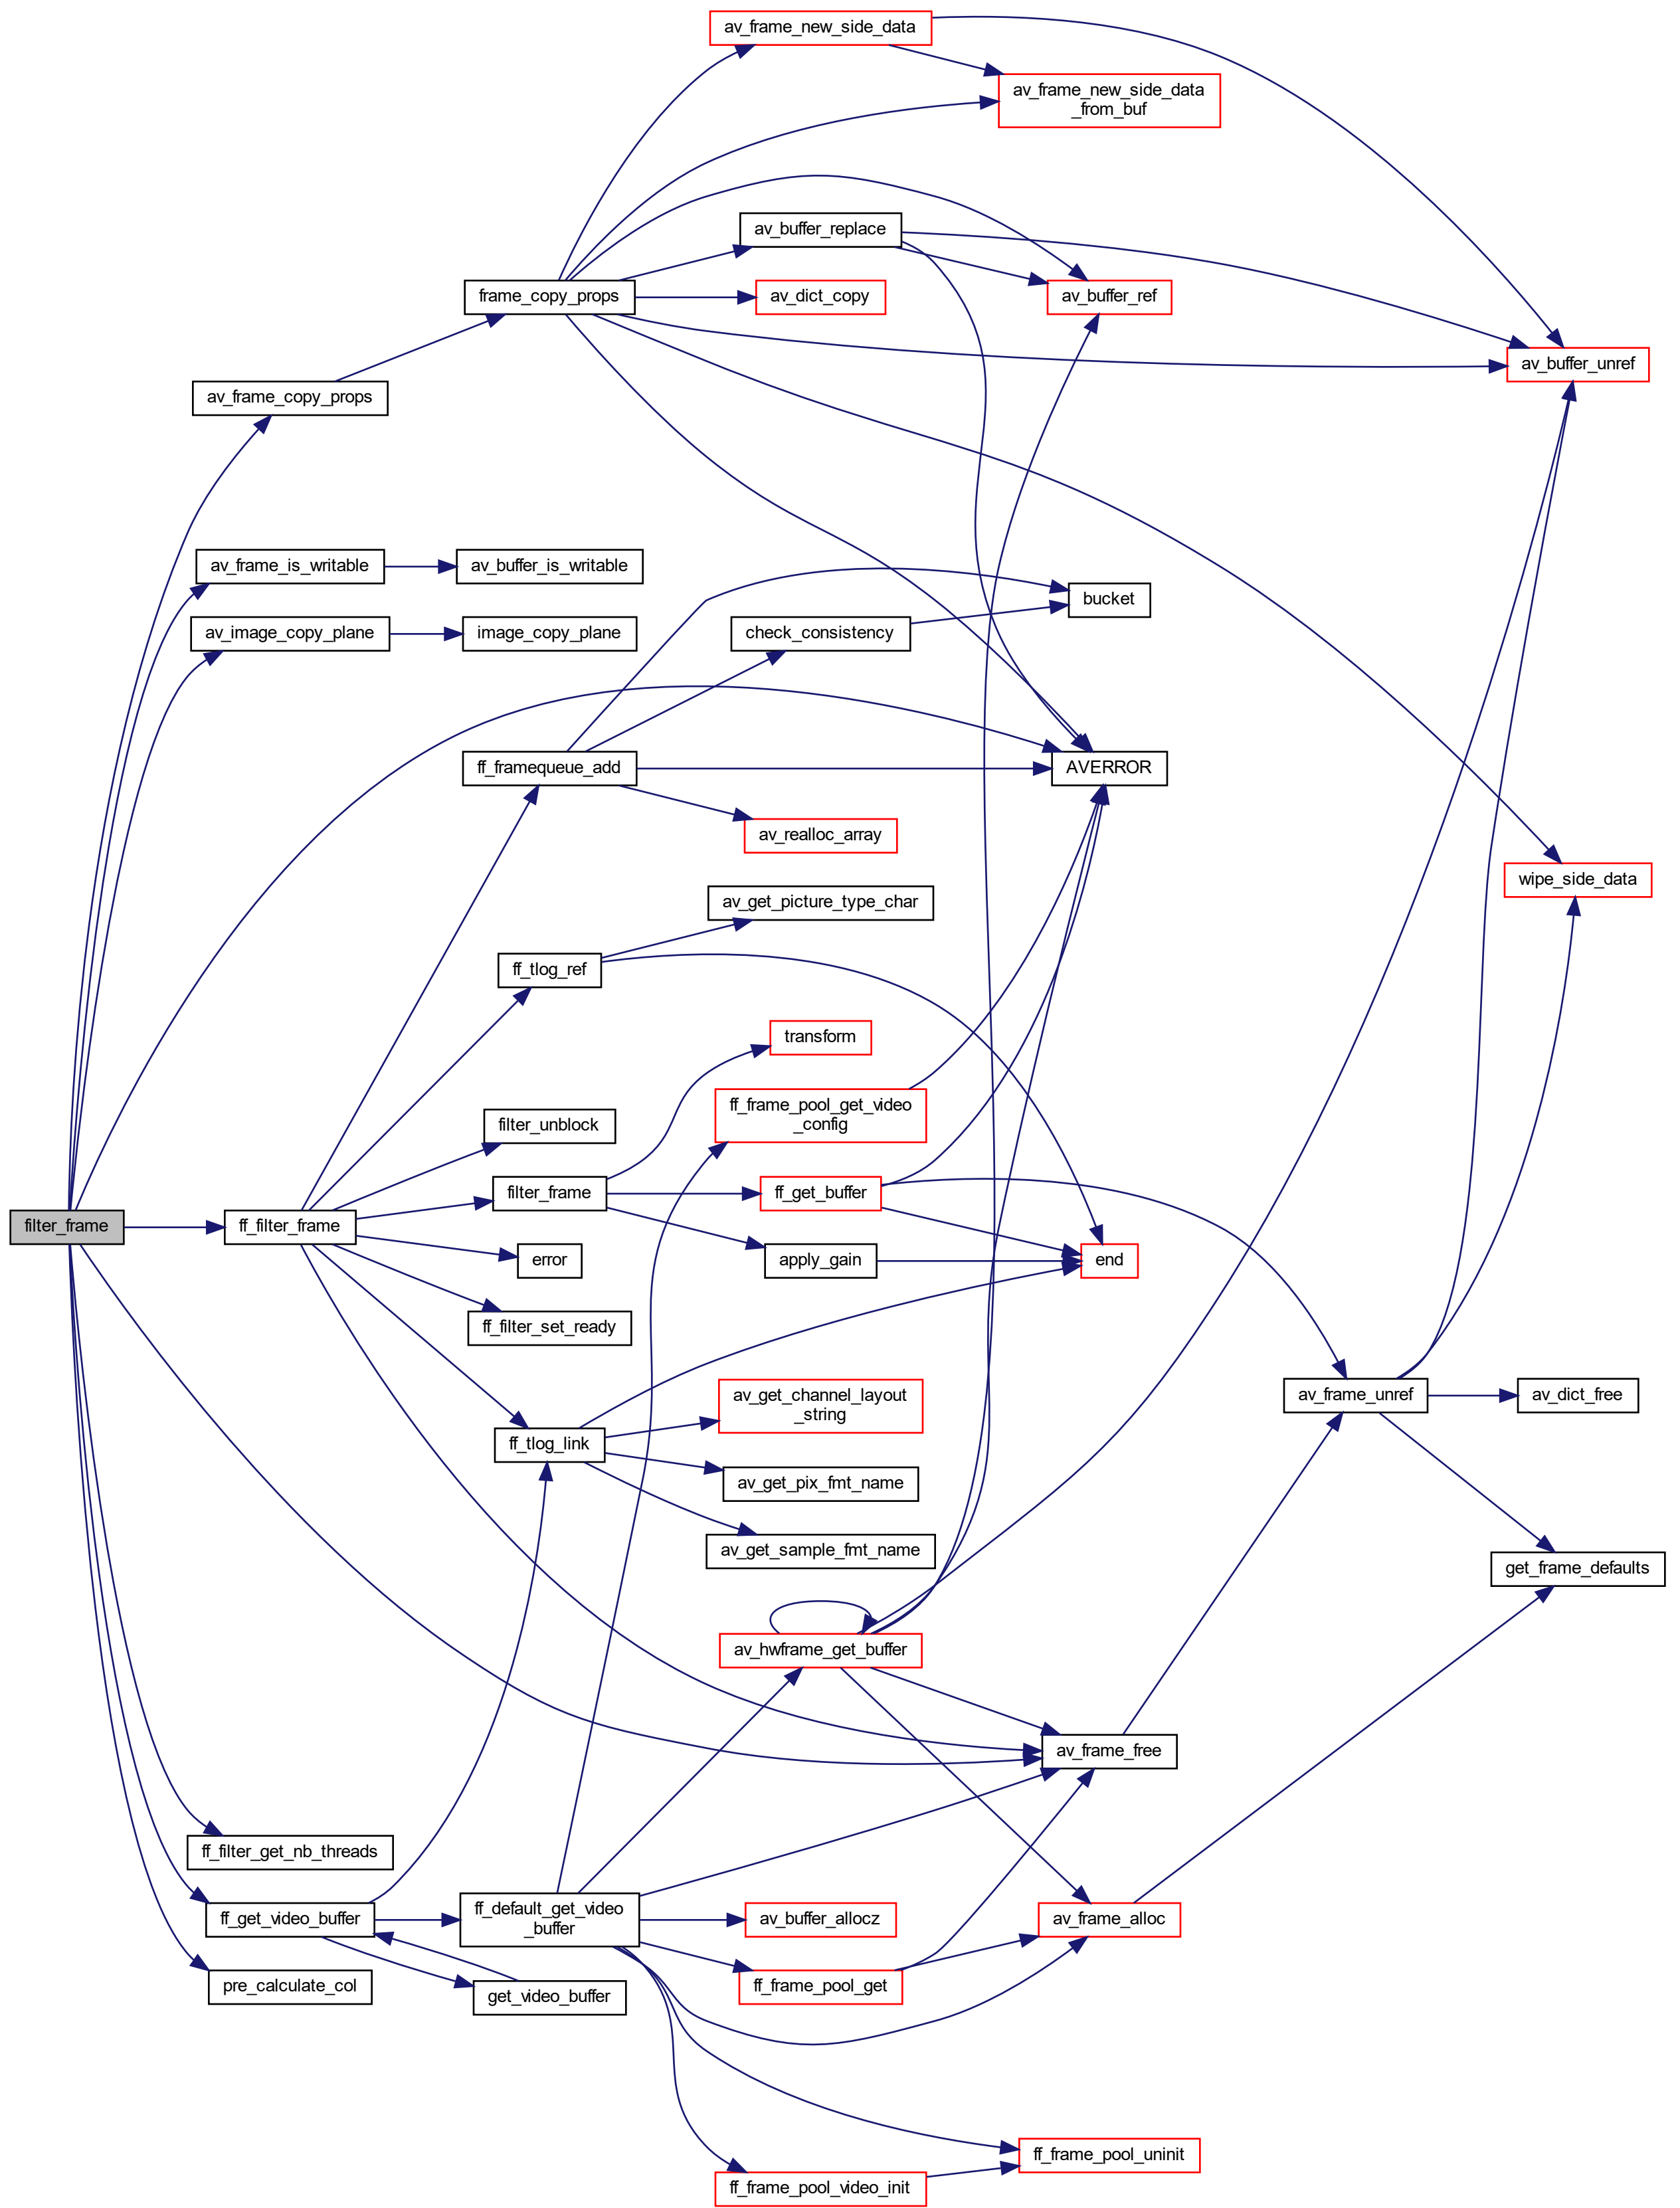 av_frame_new_side_data
av_frame_new_side_data
_from_buf
av_buffer_replace
frame_copy_props
av_dict_copy
av_buffer_ref
av_buffer_unref
av_frame_copy_props
av_frame_is_writable
av_buffer_is_writable
bucket
av_image_copy_plane
image_copy_plane
check_consistency
ff_framequeue_add
AVERROR
av_realloc_array
wipe_side_data
av_get_picture_type_char
ff_tlog_ref
transform
ff_frame_pool_get_video
_config
filter_unblock
filter_frame
ff_get_buffer
filter_frame
ff_filter_frame
error
apply_gain
end
ff_filter_set_ready
av_get_channel_layout
_string
av_frame_unref
av_dict_free
ff_tlog_link
av_get_pix_fmt_name
av_get_sample_fmt_name
get_frame_defaults
av_hwframe_get_buffer
av_frame_free
ff_filter_get_nb_threads
ff_get_video_buffer
ff_default_get_video
_buffer
av_buffer_allocz
av_frame_alloc
pre_calculate_col
get_video_buffer
ff_frame_pool_get
ff_frame_pool_uninit
ff_frame_pool_video_init